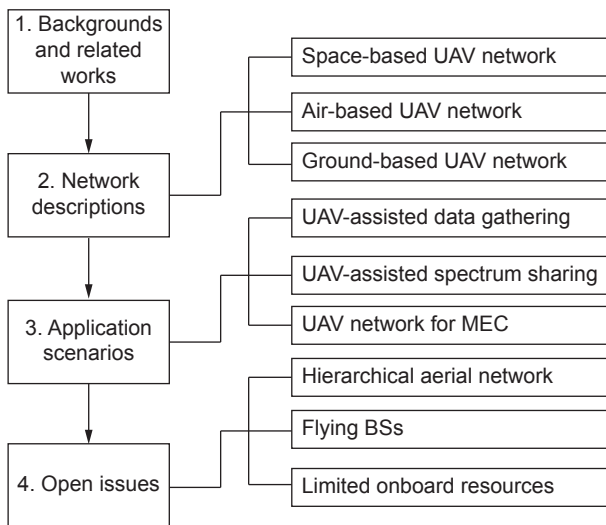 1. Backgrounds
and related
works
2. Network
descriptions
Space-based UAV network
Air-based UAV network
Ground-based UAV network
3. Application
scenarios
UAV-assisted data gathering
UAV-assisted spectrum sharing
UAV network for MEC
4. Open issues
Hierarchical aerial network
Flying BSs
Limited onboard resources